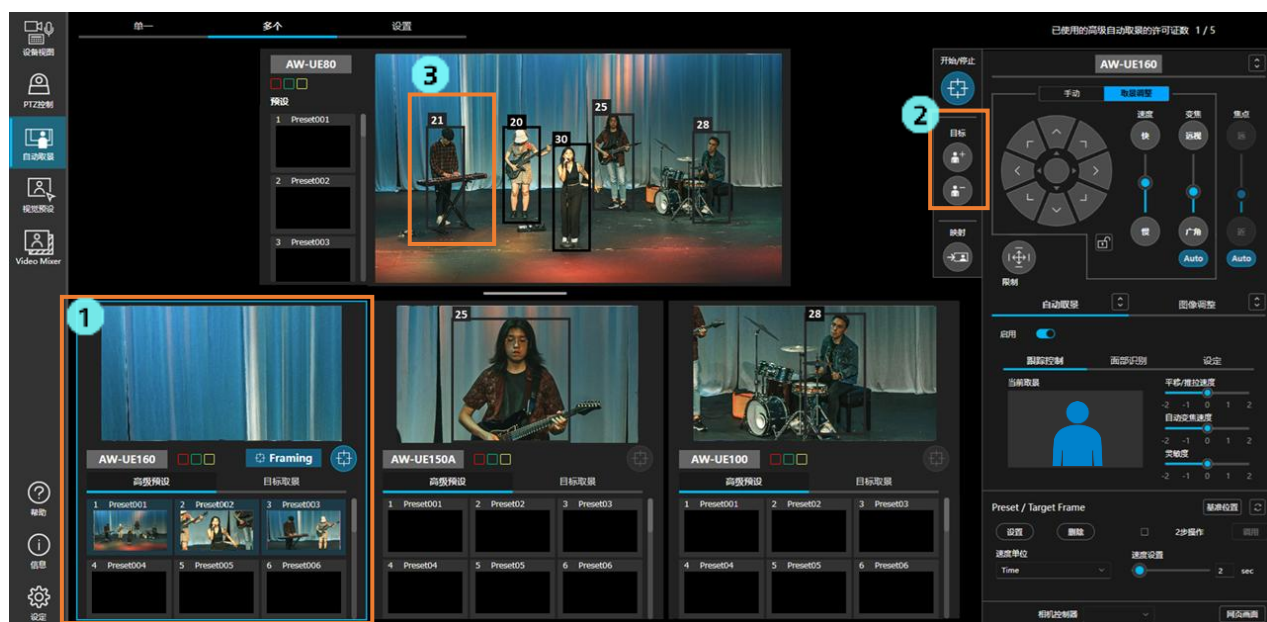 设备视图
PTZ控制
自动取景
视觉预设
Video Mixer
帮助
信息
设定
单一
多个
设置
已使用的高级自动取景的许可证数 1 / 5
AW-UE80
预设
1 Preset001
2 Preset002
3 Preset003
3
21
20
30
25
28
开始/停止
2
目标
映射
AW-UE160
手动
取景调整
速度
变焦
焦点
快
远视
远
慢
广角
近
Auto
Auto
限制
自动取景
图像调整
启用
跟踪控制
面部识别
设定
当前取景
平移/推拉速度
-2 -1 0 1 2
自动变焦速度
-2 -1 0 1 2
灵敏度
-2 -1 0 1 2
Preset / Target Frame
基准位置
设置
删除
2步操作
调用
速度单位
速度设置
Time
2 sec
相机控制器
网页画面
1
AW-UE160
Framing
高级预设
目标取景
1 Preset001
2 Preset002
3 Preset003
4 Preset004
5 Preset005
6 Preset006
25
AW-UE150A
高级预设
目标取景
1 Preset001
2 Preset02
3 Preset003
4 Preset04
5 Preset05
6 Preset06
28
AW-UE100
高级预设
目标取景
1 Preset001
2 Preset002
3 Preset003
4 Preset04
5 Preset05
6 Preset06